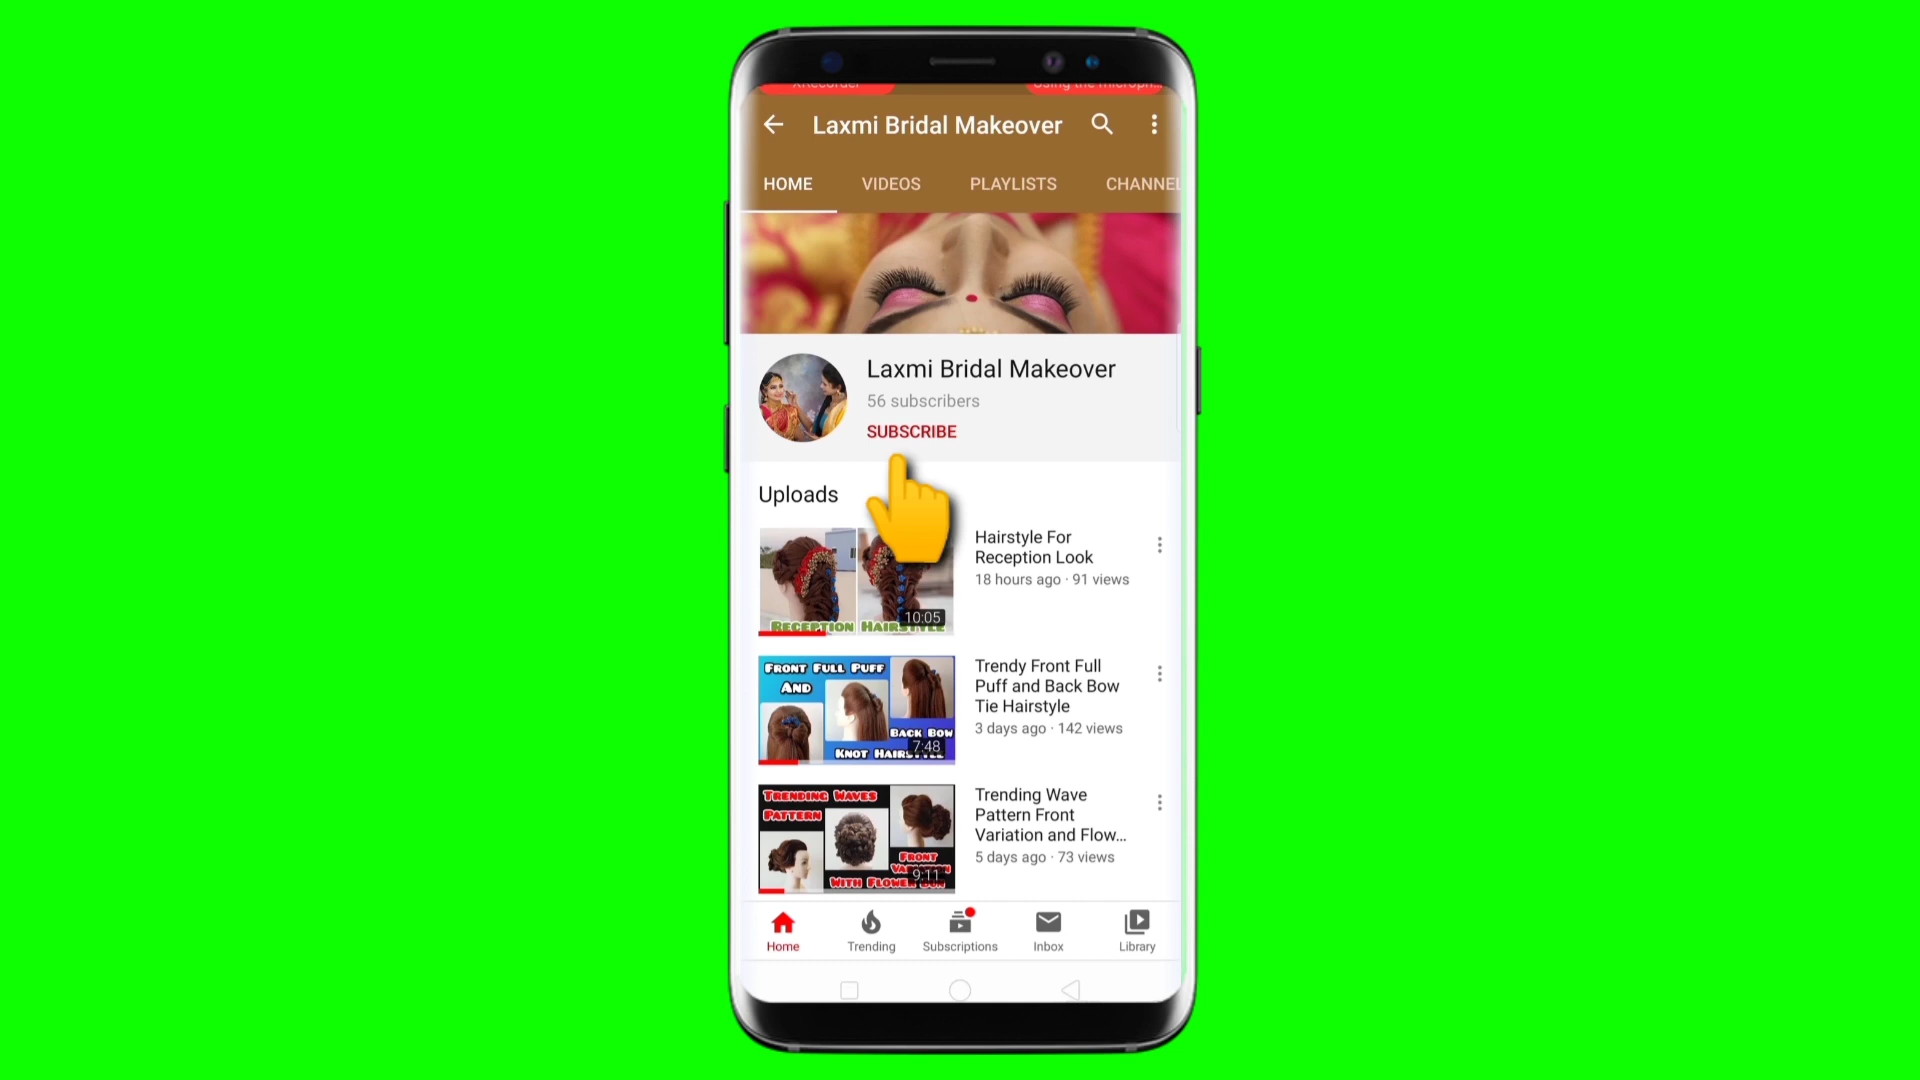 XRecorder
Using the microph...
Laxmi Bridal Makeover
HOME VIDEOS PLAYLISTS CHANNEL
Laxmi Bridal Makeover
56 subscribers
SUBSCRIBE
Uploads
RECEPTION HAIRSTYLE
10:05
Hairstyle For
Reception Look
18 hours ago · 91 views
FRONT FULL PUFF
AND
BACK BOW
KNOT HAIRSTYLE
7:48
Trendy Front Full
Puff and Back Bow
Tie Hairstyle
3 days ago · 142 views
TRENDING WAVES
PATTERN
FRONT
VARIATION
WITH FLOWER BUN
9:11
Trending Wave
Pattern Front
Variation and Flow...
5 days ago · 73 views
Home Trending Subscriptions Inbox Library